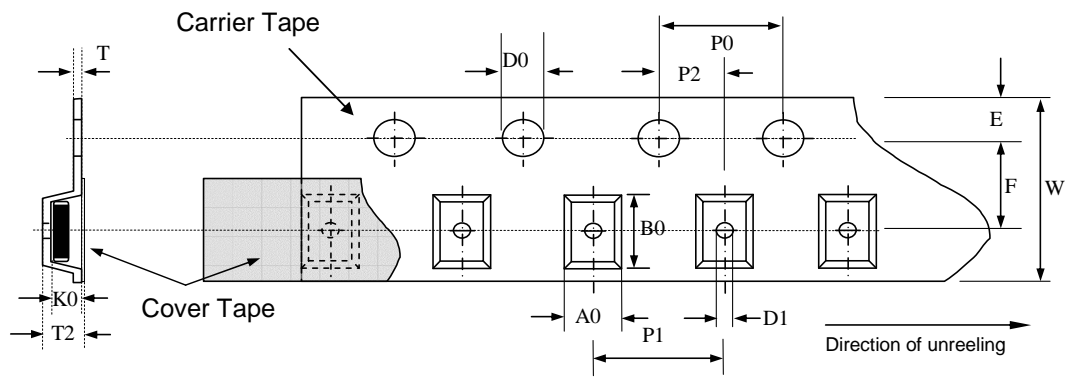 Carrier Tape
T
D0
P0
P2
E
F
W
B0
K0
Cover Tape
T2
A0
D1
P1
Direction of unreeling